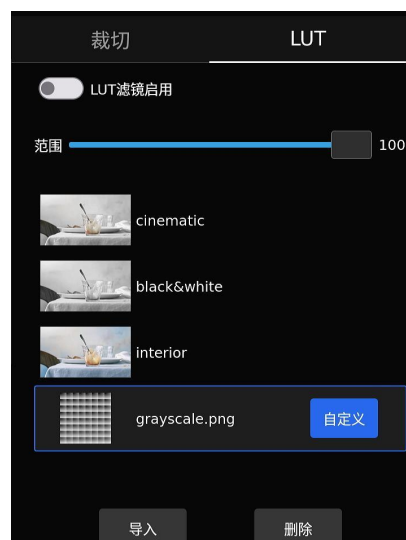 裁切 LUT
LUT滤镜启用
范围 100
cinematic
black&white
interior
grayscale.png 自定义
导入 删除